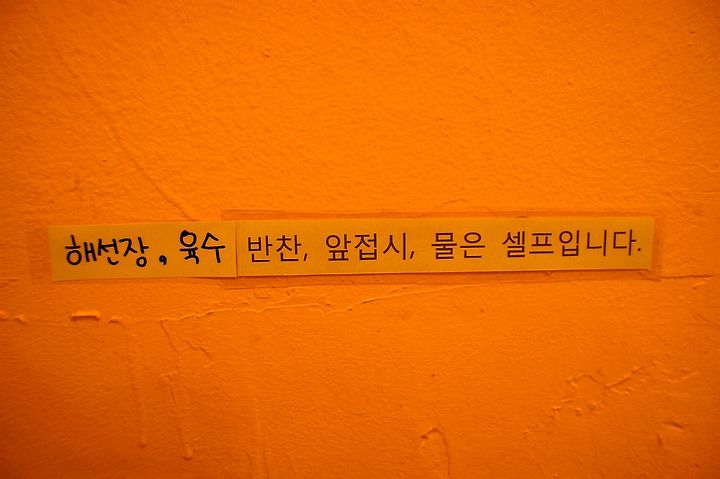 해선장, 육수 반찬, 앞접시, 물은 셀프입니다.